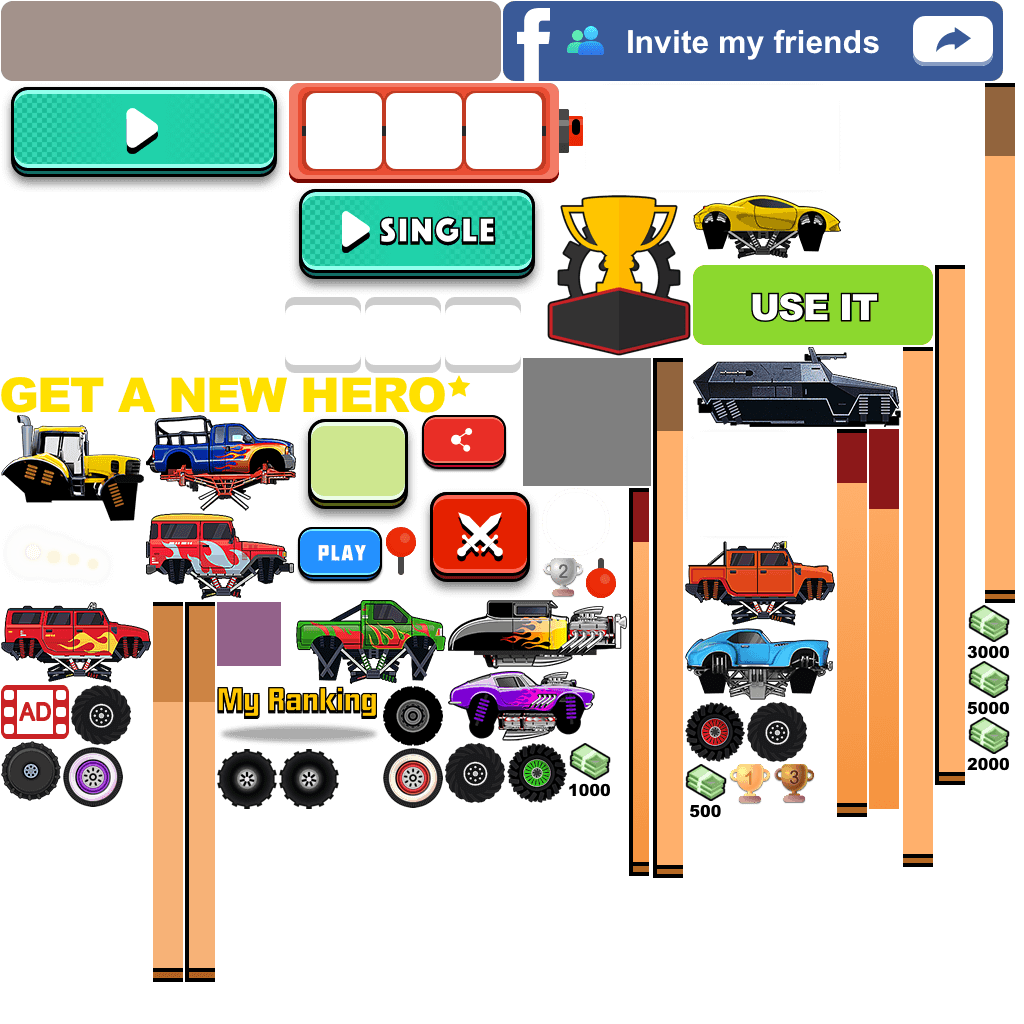 f Invite my friends
SINGLE
USE IT
GET A NEW HERO
PLAY
2
3000
AD
My Ranking
5000
2000
1000
1
3
500